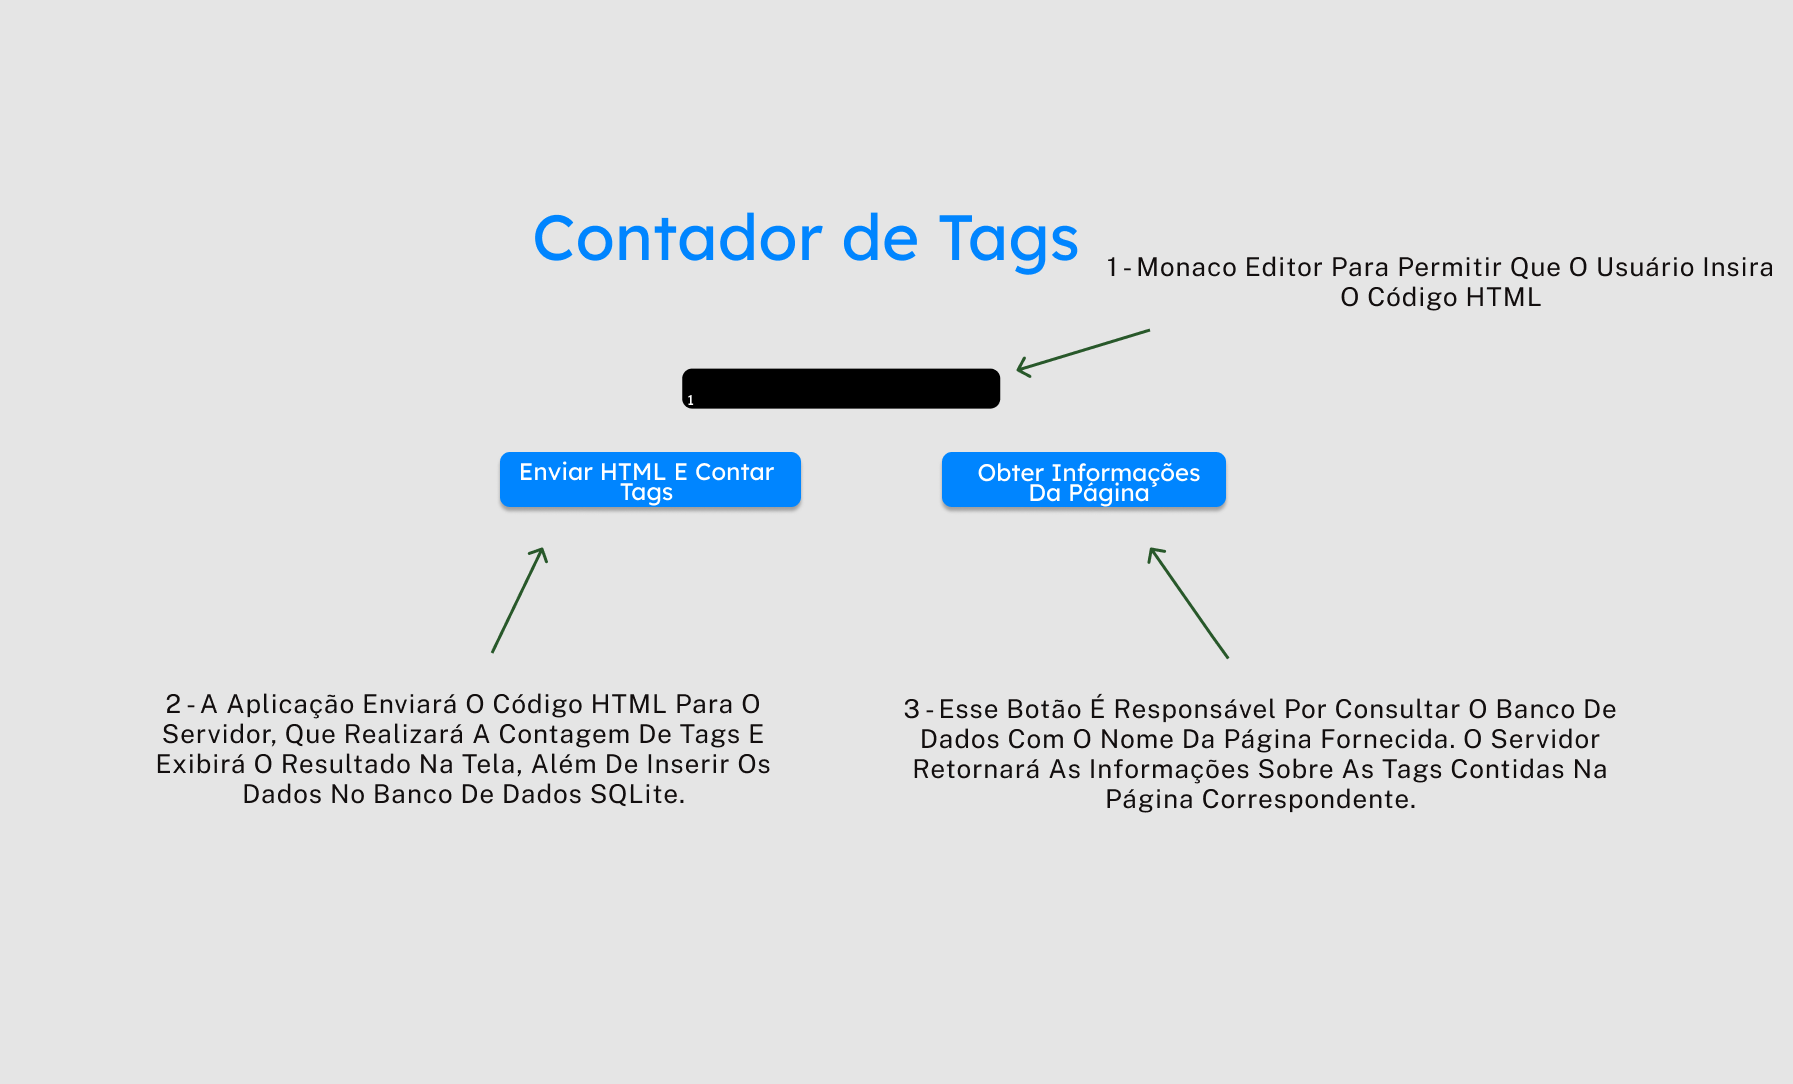 Contador de Tags
1 - Monaco Editor Para Permitir Que O Usuário Insira
O Código HTML
1
Enviar HTML E Contar
Tags
Obter Informações
Da Página
2 - A Aplicação Enviará O Código HTML Para O
Servidor, Que Realizará A Contagem De Tags E
Exibirá O Resultado Na Tela, Além De Inserir Os
Dados No Banco De Dados SQLite.
3 - Esse Botão É Responsável Por Consultar O Banco De
Dados Com O Nome Da Página Fornecida. O Servidor
Retornará As Informações Sobre As Tags Contidas Na
Página Correspondente.